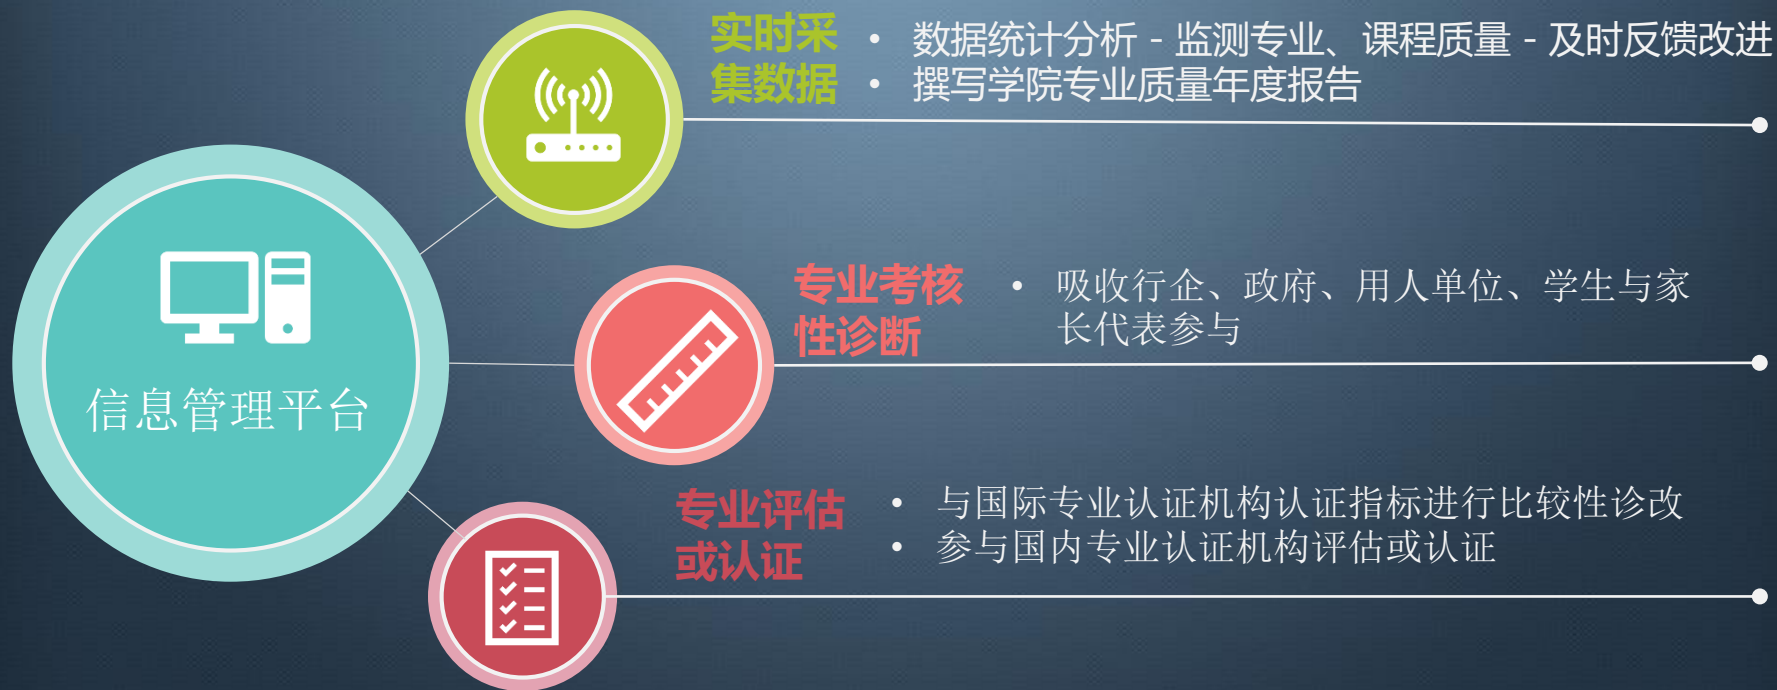 实时采
集数据
• 数据统计分析 - 监测专业、课程质量 - 及时反馈改进
• 撰写学院专业质量年度报告
信息管理平台
专业考核
性诊断
• 吸收行企、政府、用人单位、学生与家
长代表参与
专业评估
或认证
• 与国际专业认证机构认证指标进行比较性诊改
• 参与国内专业认证机构评估或认证